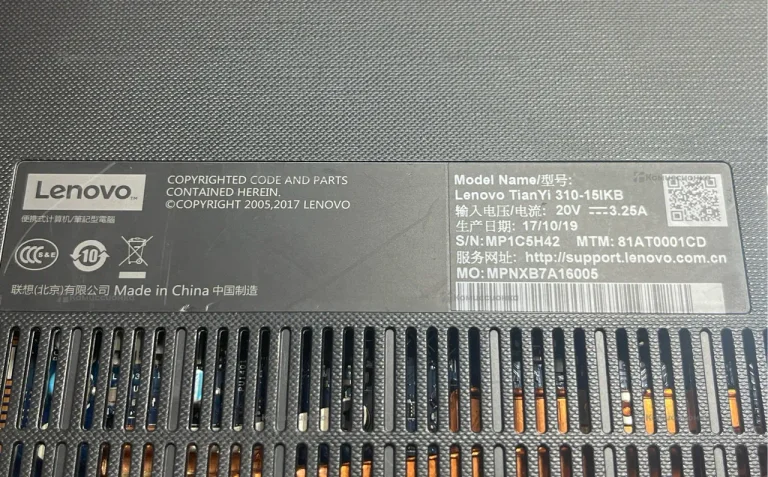 Lenovo™
便携式计算机/筆記型電腦
COPYRIGHTED CODE AND PARTS
CONTAINED HEREIN.
©COPYRIGHT 2005,2017 LENOVO
CCC S&E
10
联想(北京)有限公司 Made in China 中国制造
Model Name/型号:
Lenovo TianYi 310-15IKB
输入电压/电流: 20V ⎓3.25A
生产日期: 17/10/19
S/N:MP1C5H42 MTM: 81AT0001CD
服务网址: http://support.lenovo.com.cn
MO:MPNXB7A16005